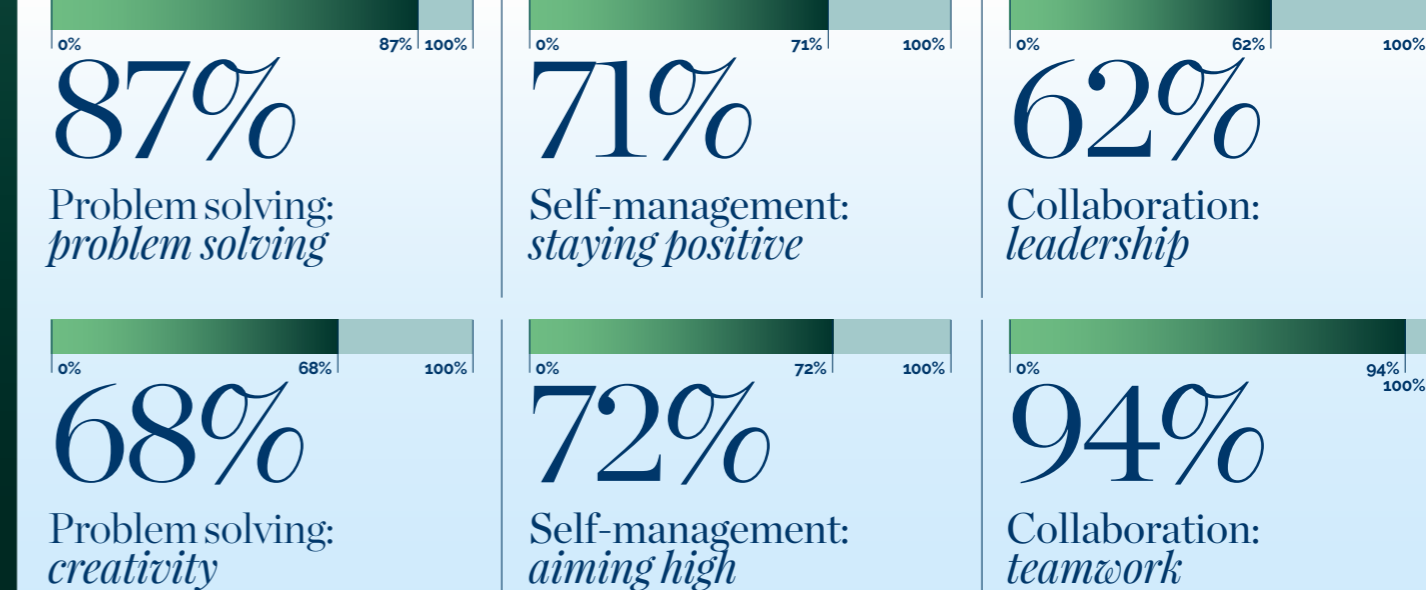 0% 87% 100%
87%
Problem solving:
problem solving
0% 71% 100%
71%
Self-management:
staying positive
0% 62% 100%
62%
Collaboration:
leadership
0% 68% 100%
68%
Problem solving:
creativity
0% 72% 100%
72%
Self-management:
aiming high
0% 94%
100%
94%
Collaboration:
teamwork